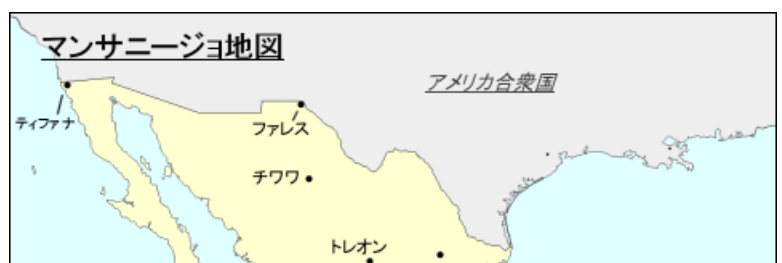 マンサニージョ地図
アメリカ合衆国
ティファナ
ファレス
チワワ
トレオン